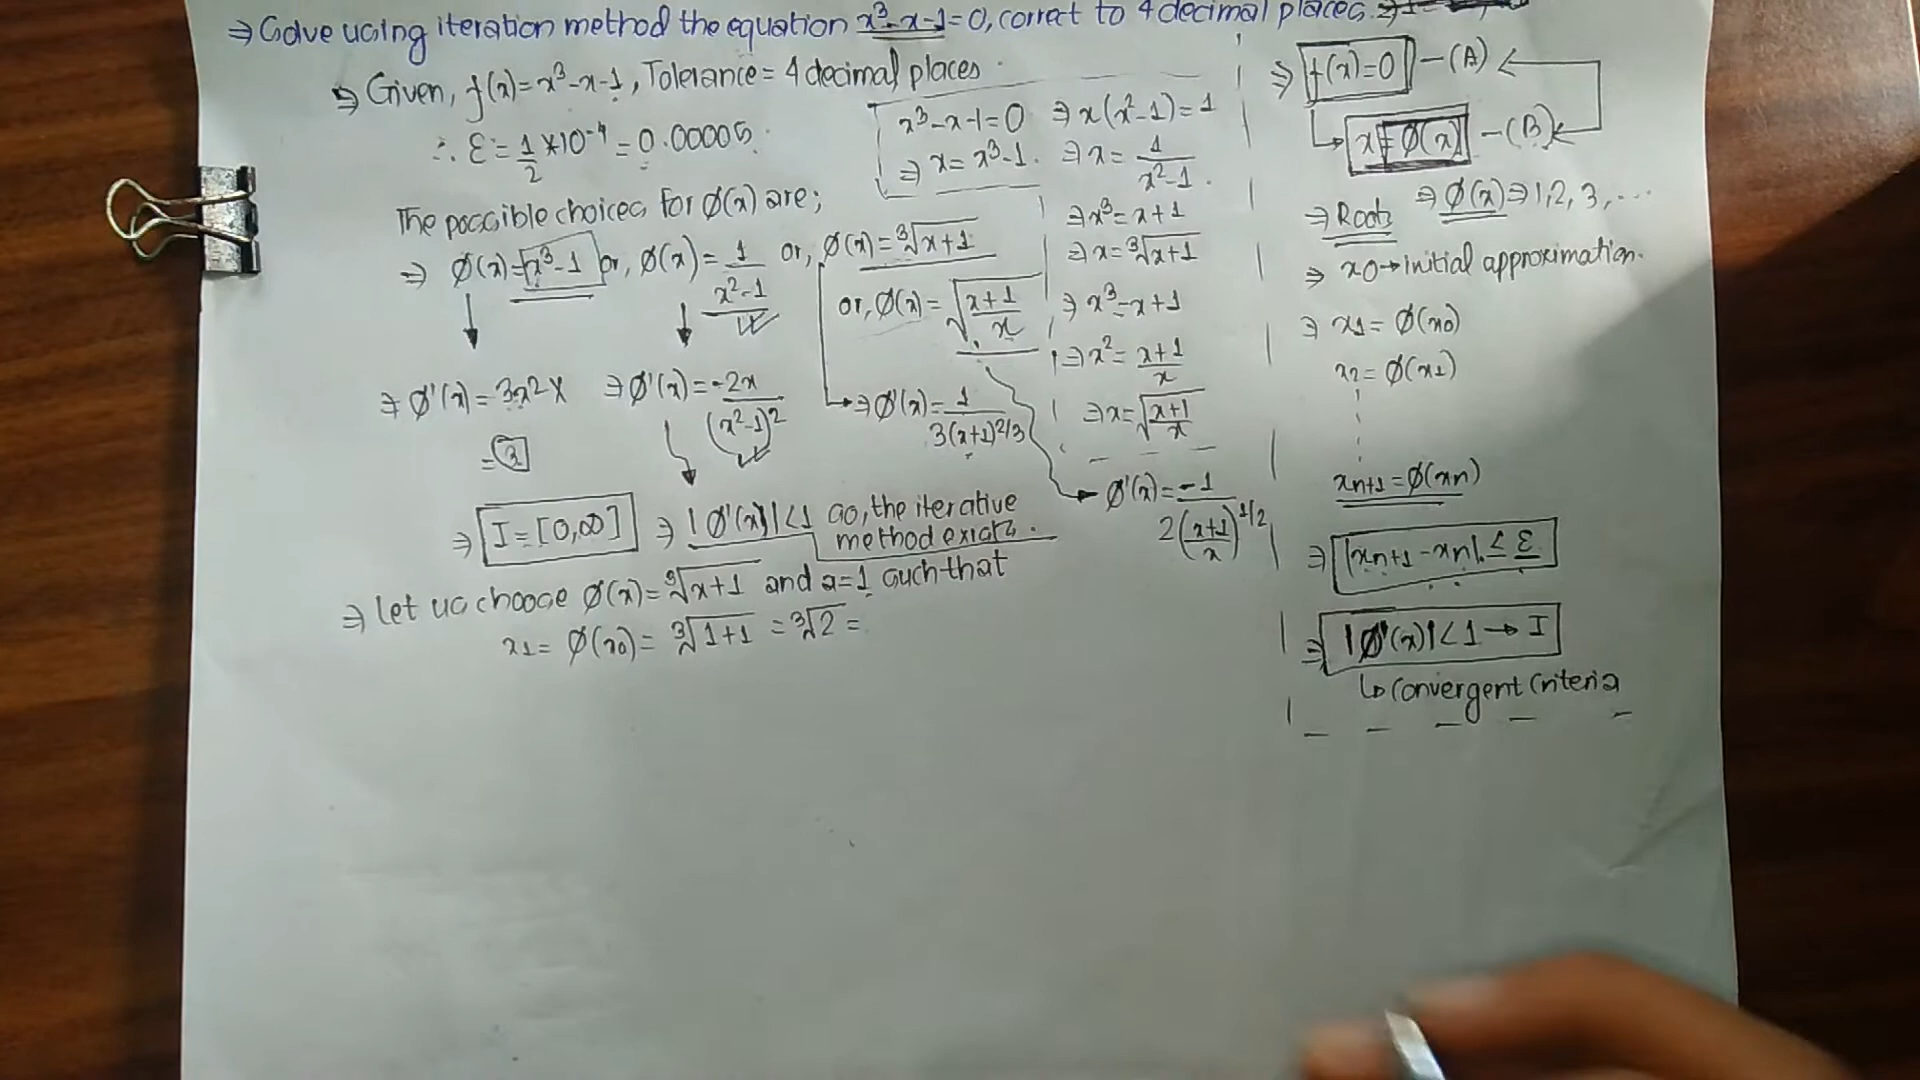 ⇒ Solve using iteration method the equation x³-x-1=0, correct to 4 decimal places.
⇒ Given, f(x)=x³-x-1, Tolerance= 4 decimal places
∴ ε = 1/2 *10⁻⁴ = 0.00005
x³-x-1=0 ⇒ x(x²-1)=1
⇒ x= x³-1. ⇒ x= 1/(x²-1).
The possible choices for Ø(x) are;
⇒ Ø(x)=x³-1 or, Ø(x)= 1/(x²-1) or, Ø(x)=∛(x+1)
or, Ø(x)=√((x+1)/x)
⇒x³=x+1
⇒x=∛(x+1)
⇒ x³=x+1
⇒x²= (x+1)/x
⇒x=√((x+1)/x)
⇒ Ø'(x)=3x² X ⇒Ø'(x)= -2x/(x²-1)² ⇒Ø'(x)= 1/(3(x+1)^2/3)
=3
Ø'(x)= -1/(2((x+1)/x)^1/2)
⇒ I=[0,∞] ⇒ |Ø'(x)|<1 so, the iterative
method exists.
⇒ Let us choose Ø(x)=∛(x+1) and a=1 such that
x1= Ø(x0)= ∛(1+1) =∛2 =
⇒ f(x)=0 -(A)
x=Ø(x) -(B)
⇒Roots ⇒Ø(x)⇒1,2,3,...
⇒ x0→initial approximation.
⇒ x1= Ø(x0)
x2= Ø(x1)
xn+1=Ø(xn)
⇒ |xn+1-xn|≤ε
⇒ |Ø'(x)|<1→I
↳Convergent Criteria